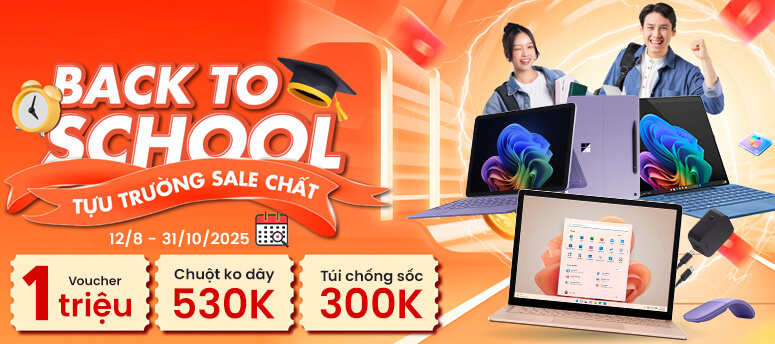 BACK TO
SCHOOL
TỰU TRƯỜNG SALE CHẤT
12/8 - 31/10/2025
1 Voucher
triệu
Chuột ko dây
530K
Túi chống sốc
300K